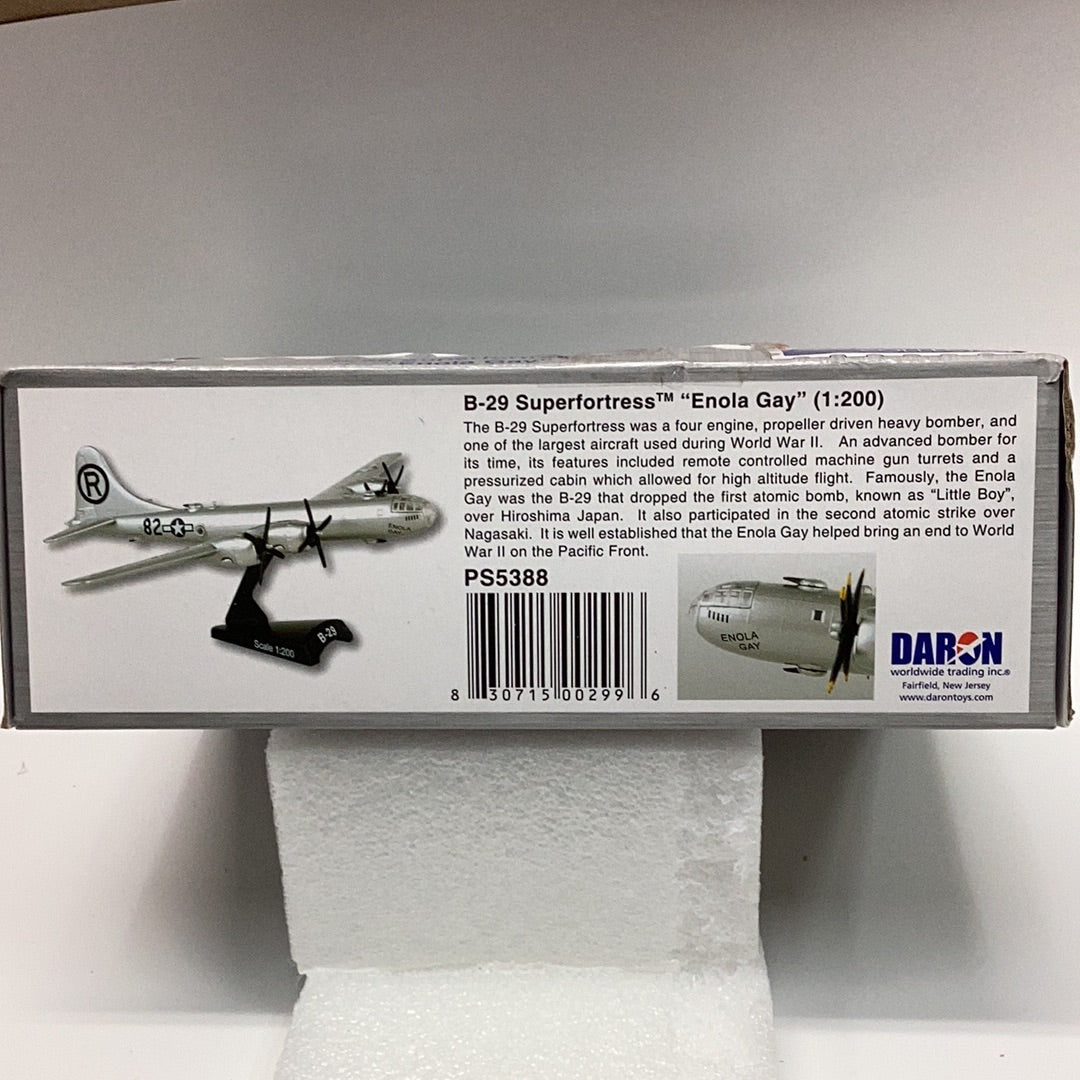 Enola Gay
B-29 Superfortress™ “Enola Gay” (1:200)
The B-29 Superfortress was a four engine, propeller driven heavy bomber, and
one of the largest aircraft used during World War II. An advanced bomber for
its time, its features included remote controlled machine gun turrets and a
pressurized cabin which allowed for high altitude flight. Famously, the Enola
Gay was the B-29 that dropped the first atomic bomb, known as “Little Boy”,
over Hiroshima Japan. It also participated in the second atomic strike over
Nagasaki. It is well established that the Enola Gay helped bring an end to World
War II on the Pacific Front.
PS5388
8 30715 00299 6
R
82
ENOLA
GAY
Scale 1:200
B-29
ENOLA
GAY
DARON
worldwide trading inc.®
Fairfield, New Jersey
www.darontoys.com